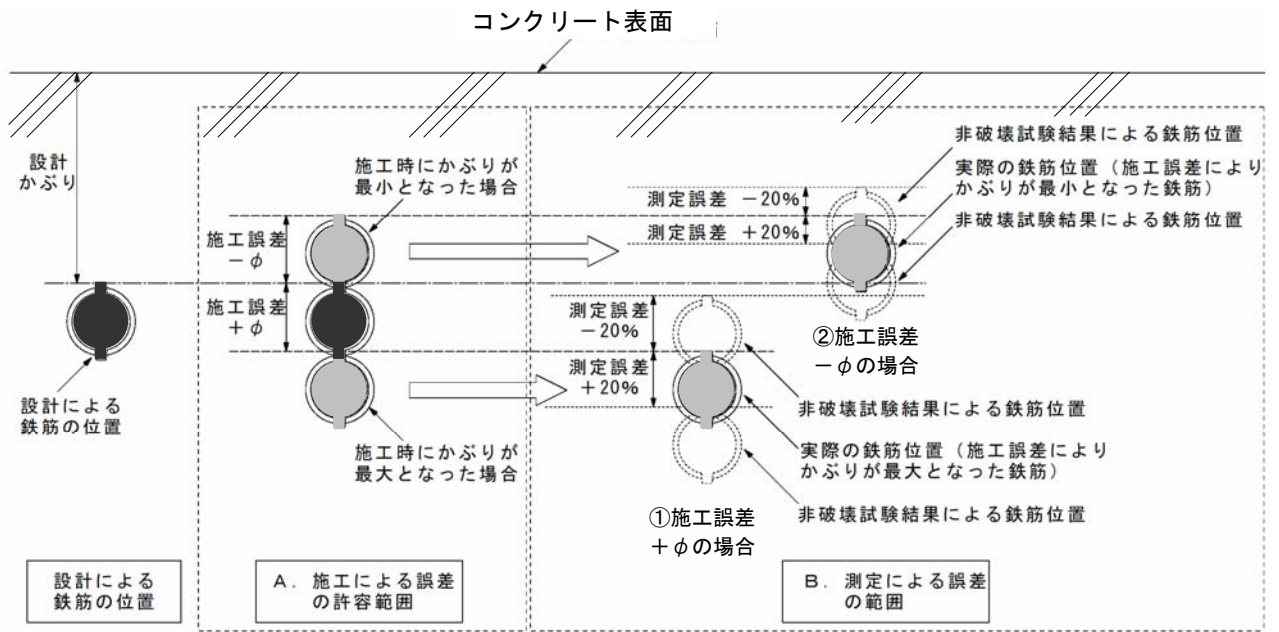 コンクリート表面
設計
かぶり
施工時にかぶりが
最小となった場合
施工誤差
－φ
施工誤差
＋φ
設計による
鉄筋の位置
施工時にかぶりが
最大となった場合
測定誤差 －20%
測定誤差 ＋20%
非破壊試験結果による鉄筋位置
実際の鉄筋位置（施工誤差により
かぶりが最小となった鉄筋）
非破壊試験結果による鉄筋位置
測定誤差
－20%
測定誤差
＋20%
②施工誤差
－φの場合
非破壊試験結果による鉄筋位置
実際の鉄筋位置（施工誤差により
かぶりが最大となった鉄筋）
非破壊試験結果による鉄筋位置
①施工誤差
＋φの場合
設計による
鉄筋の位置
A. 施工による誤差
の許容範囲
B. 測定による誤差
の範囲